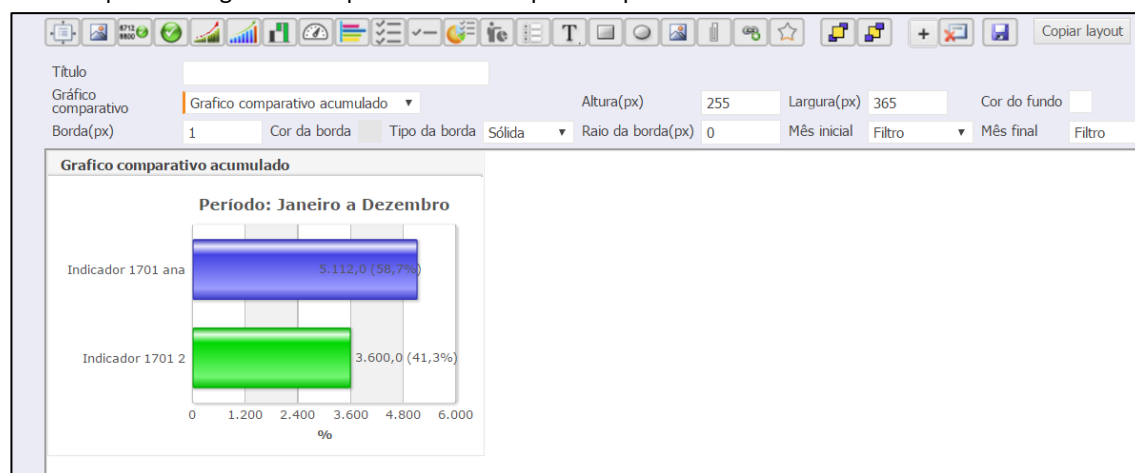 8712
8800
fe
T
+
Copiar layout
Título
Gráfico comparativo
Grafico comparativo acumulado
Altura(px) 255
Largura(px) 365
Cor do fundo
Borda(px) 1
Cor da borda
Tipo da borda Sólida
Raio da borda(px) 0
Mês inicial Filtro
Mês final Filtro
Grafico comparativo acumulado
Período: Janeiro a Dezembro
Indicador 1701 ana
5.112,0 (58,7%)
Indicador 1701 2
3.600,0 (41,3%)
0 1.200 2.400 3.600 4.800 6.000
%